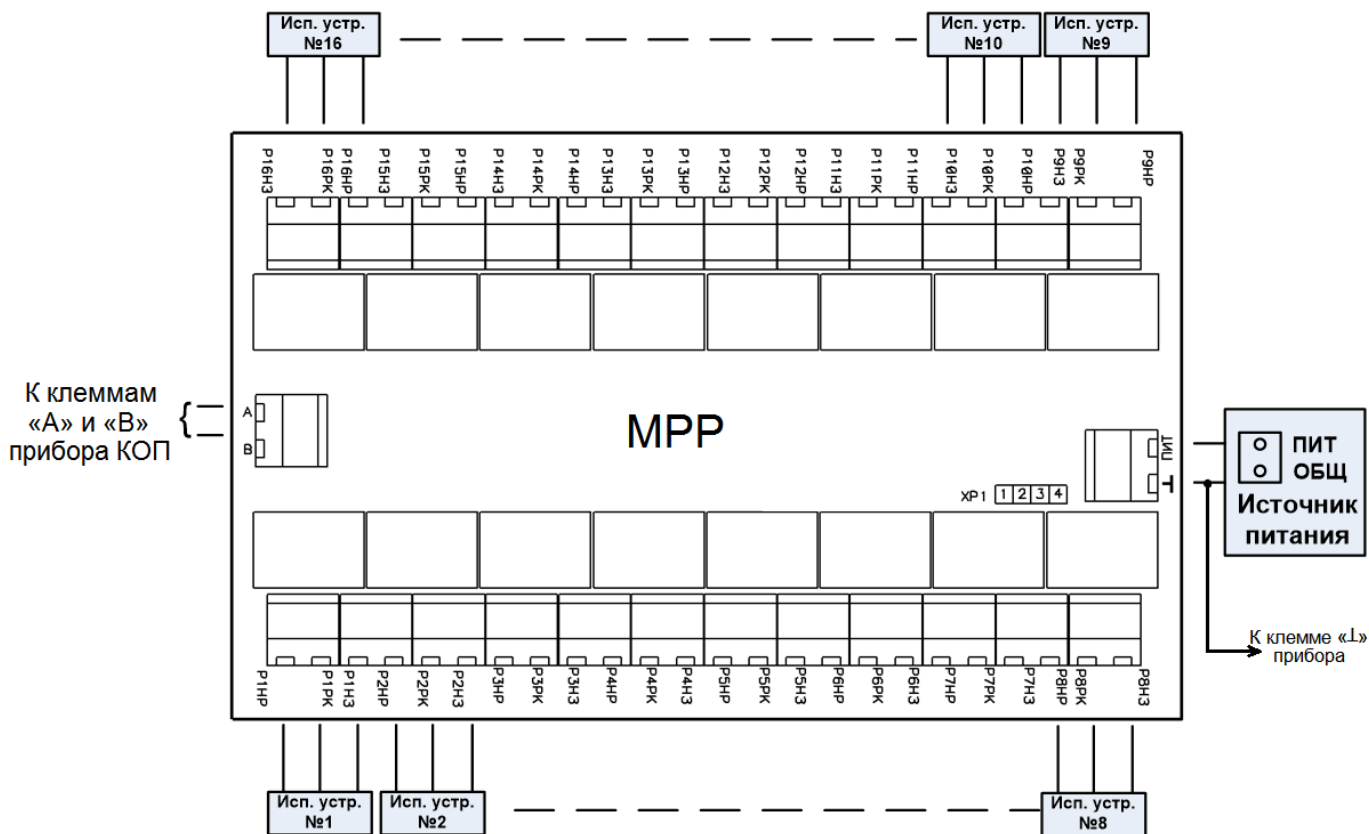 Исп. устр.
№16
Исп. устр.
№10
Исп. устр.
№9
Р16НЗ
Р16РК
Р16НР
Р15НЗ
Р15РК
Р15НР
Р14НЗ
Р14РК
Р14НР
Р13НЗ
Р13РК
Р13НР
Р12НЗ
Р12РК
Р12НР
Р11НЗ
Р11РК
Р11НР
Р10НЗ
Р10РК
Р10НР
Р9НЗ
Р9РК
Р9НР
К клеммам
«А» и «В»
прибора КОП
А
В
МРР
ХР1
1 2 3 4
ПИТ
⊥
ПИТ
ОБЩ
Источник
питания
К клемме «⊥»
прибора
Р1НР
Р1РК
Р1НЗ
Р2НР
Р2РК
Р2НЗ
Р3НР
Р3РК
Р3НЗ
Р4НР
Р4РК
Р4НЗ
Р5НР
Р5РК
Р5НЗ
Р6НР
Р6РК
Р6НЗ
Р7НР
Р7РК
Р7НЗ
Р8НР
Р8РК
Р8НЗ
Исп. устр.
№1
Исп. устр.
№2
Исп. устр.
№8